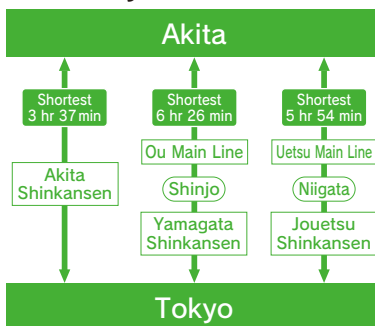 Akita
Shortest
3 hr 37 min
Shortest
6 hr 26 min
Shortest
5 hr 54 min
Ou Main Line
Uetsu Main Line
Akita
Shinkansen
Shinjo
Niigata
Yamagata
Shinkansen
Jouetsu
Shinkansen
Tokyo